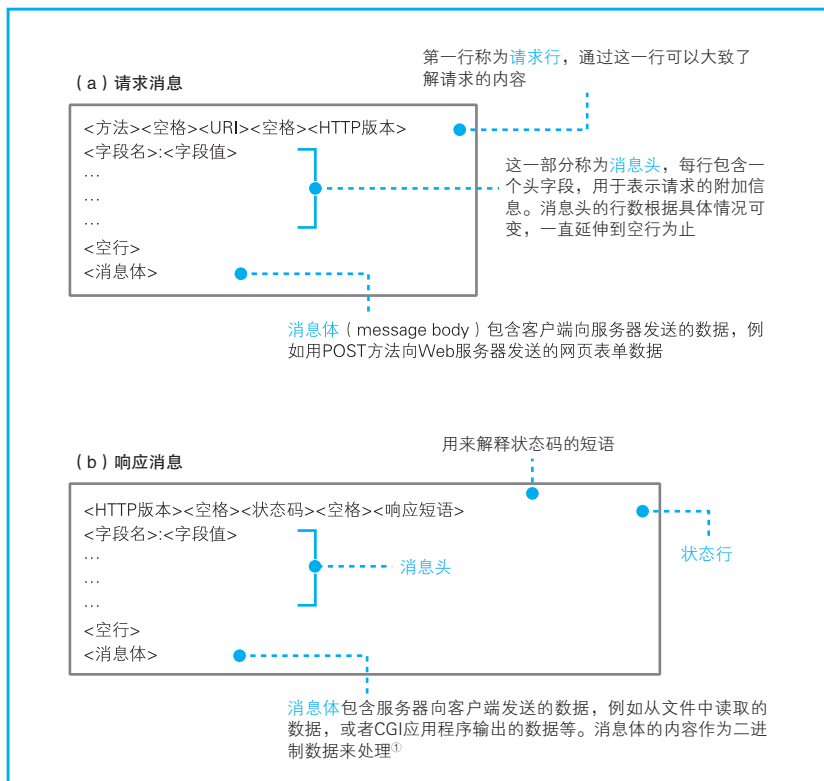 第一行称为请求行，通过这一行可以大致了
解请求的内容
（a）请求消息
<方法><空格><URI><空格><HTTP版本>
<字段名>:<字段值>
…
…
…
<空行>
<消息体>
这一部分称为消息头，每行包含一
个头字段，用于表示请求的附加信
息。消息头的行数根据具体情况可
变，一直延伸到空行为止
消息体（message body）包含客户端向服务器发送的数据，例
如用POST方法向Web服务器发送的网页表单数据
用来解释状态码的短语
（b）响应消息
<HTTP版本><空格><状态码><空格><响应短语>
<字段名>:<字段值>
…
…
…
<空行>
<消息体>
消息头
状态行
消息体包含服务器向客户端发送的数据，例如从文件中读取的
数据，或者CGI应用程序输出的数据等。消息体的内容作为二进
制数据来处理①